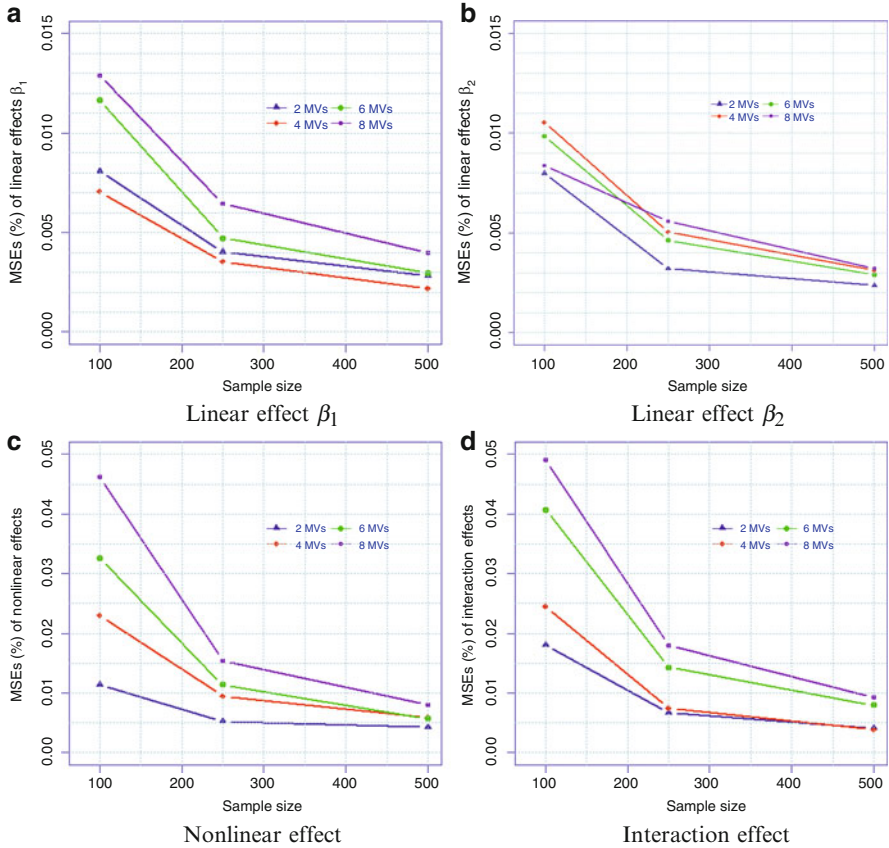 a
MSEs (%) of linear effects β1
0.015
0.010
0.005
0.000
2 MVs 6 MVs
4 MVs 8 MVs
100 200 300 400 500
Sample size
Linear effect β1
b
MSEs (%) of linear effects β2
0.015
0.010
0.005
0.000
2 MVs 6 MVs
4 MVs 8 MVs
100 200 300 400 500
Sample size
Linear effect β2
c
MSEs (%) of nonlinear effects
0.05
0.04
0.03
0.02
0.01
0.00
2 MVs 6 MVs
4 MVs 8 MVs
100 200 300 400 500
Sample size
Nonlinear effect
d
MSEs (%) of interaction effects
0.05
0.04
0.03
0.02
0.01
0.00
2 MVs 6 MVs
4 MVs 8 MVs
100 200 300 400 500
Sample size
Interaction effect